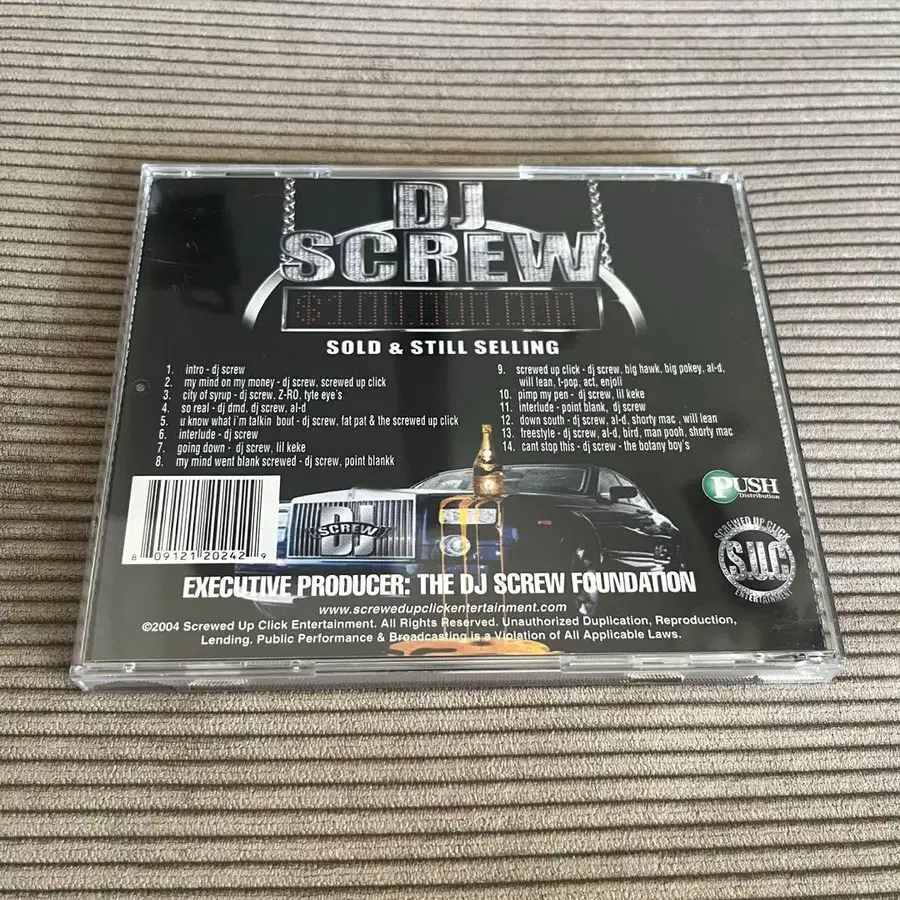 DJ
SCREW
$100,000,000
SOLD & STILL SELLING
1. intro - dj screw
2. my mind on my money - dj screw, screwed up click
3. city of syrup - dj screw, Z-RO, tyte eye's
4. so real - dj dmd, dj screw, al-d
5. u know what i'm talkin bout - dj screw, fat pat & the screwed up click
6. interlude - dj screw
7. going down - dj screw, lil keke
8. my mind went blank screwed - dj screw, point blankk
9. screwed up click - dj screw, big hawk, big pokey, al-d,
will lean, t-pop, act, enjoli
10. pimp my pen - dj screw, lil keke
11. interlude - point blank, dj screw
12. down south - dj screw, al-d, shorty mac , will lean
13. freestyle - dj screw, al-d, bird, man pooh, shorty mac
14. cant stop this - dj screw - the botany boy's
PUSH
Distribution
8 09121 20242 9
DJ
SCREW
SCREWED UP CLICK
S.U.C
ENTERTAINMENT
EXECUTIVE PRODUCER: THE DJ SCREW FOUNDATION
www.screwedupclickentertainment.com
©2004 Screwed Up Click Entertainment. All Rights Reserved. Unauthorized Duplication, Reproduction,
Lending, Public Performance & Broadcasting is a Violation of All Applicable Laws.